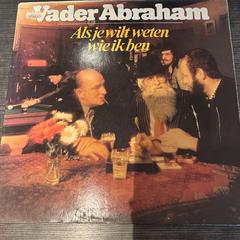 Vader Abraham
Als je wilt weten
wie ik ben